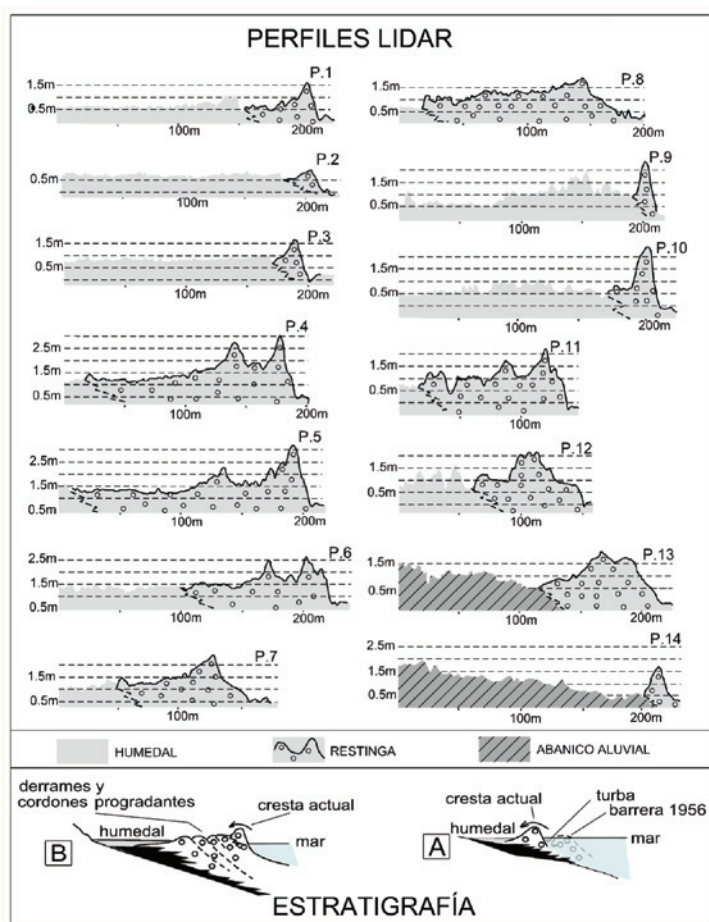 PERFILES LIDAR
P.1
1.5m
0.5m
100m 200m
P.2
0.5m
100m 200m
P.3
1.5m
0.5m
100m 200m
P.4
2.5m
1.5m
0.5m
100m 200m
P.5
2.5m
1.5m
0.5m
100m 200m
P.6
2.5m
1.5m
0.5m
100m 200m
P.7
1.5m
0.5m
100m
P.8
1.5m
0.5m
100m 200m
P.9
1.5m
0.5m
100m 200m
P.10
1.5m
0.5m
100m 200m
P.11
1.5m
0.5m
100m
P.12
1.5m
0.5m
100m
P.13
1.5m
0.5m
100m 200m
P.14
2.5m
1.5m
0.5m
100m 200m
HUMEDAL RESTINGA ABANICO ALUVIAL
derrames y
cordones progradantes
cresta actual
humedal
mar
B
cresta actual
turba
barrera 1956
humedal
mar
A
ESTRATIGRAFÍA